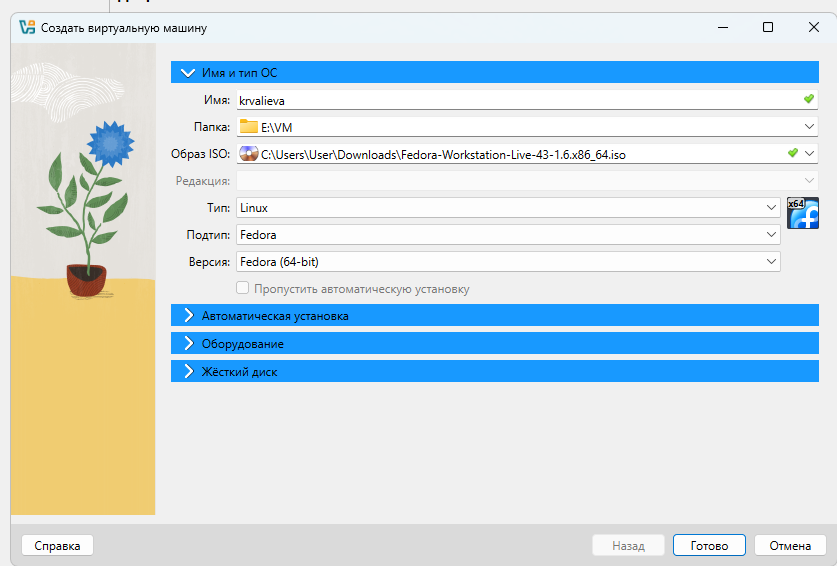 Создать виртуальную машину
Имя и тип ОС
Имя: krvalieva
Папка: E:\VM
Образ ISO: C:\Users\User\Downloads\Fedora-Workstation-Live-43-1.6.x86_64.iso
Редакция:
Тип: Linux
x64
Подтип: Fedora
Версия: Fedora (64-bit)
Пропустить автоматическую установку
Автоматическая установка
Оборудование
Жёсткий диск
Справка Назад Готово Отмена